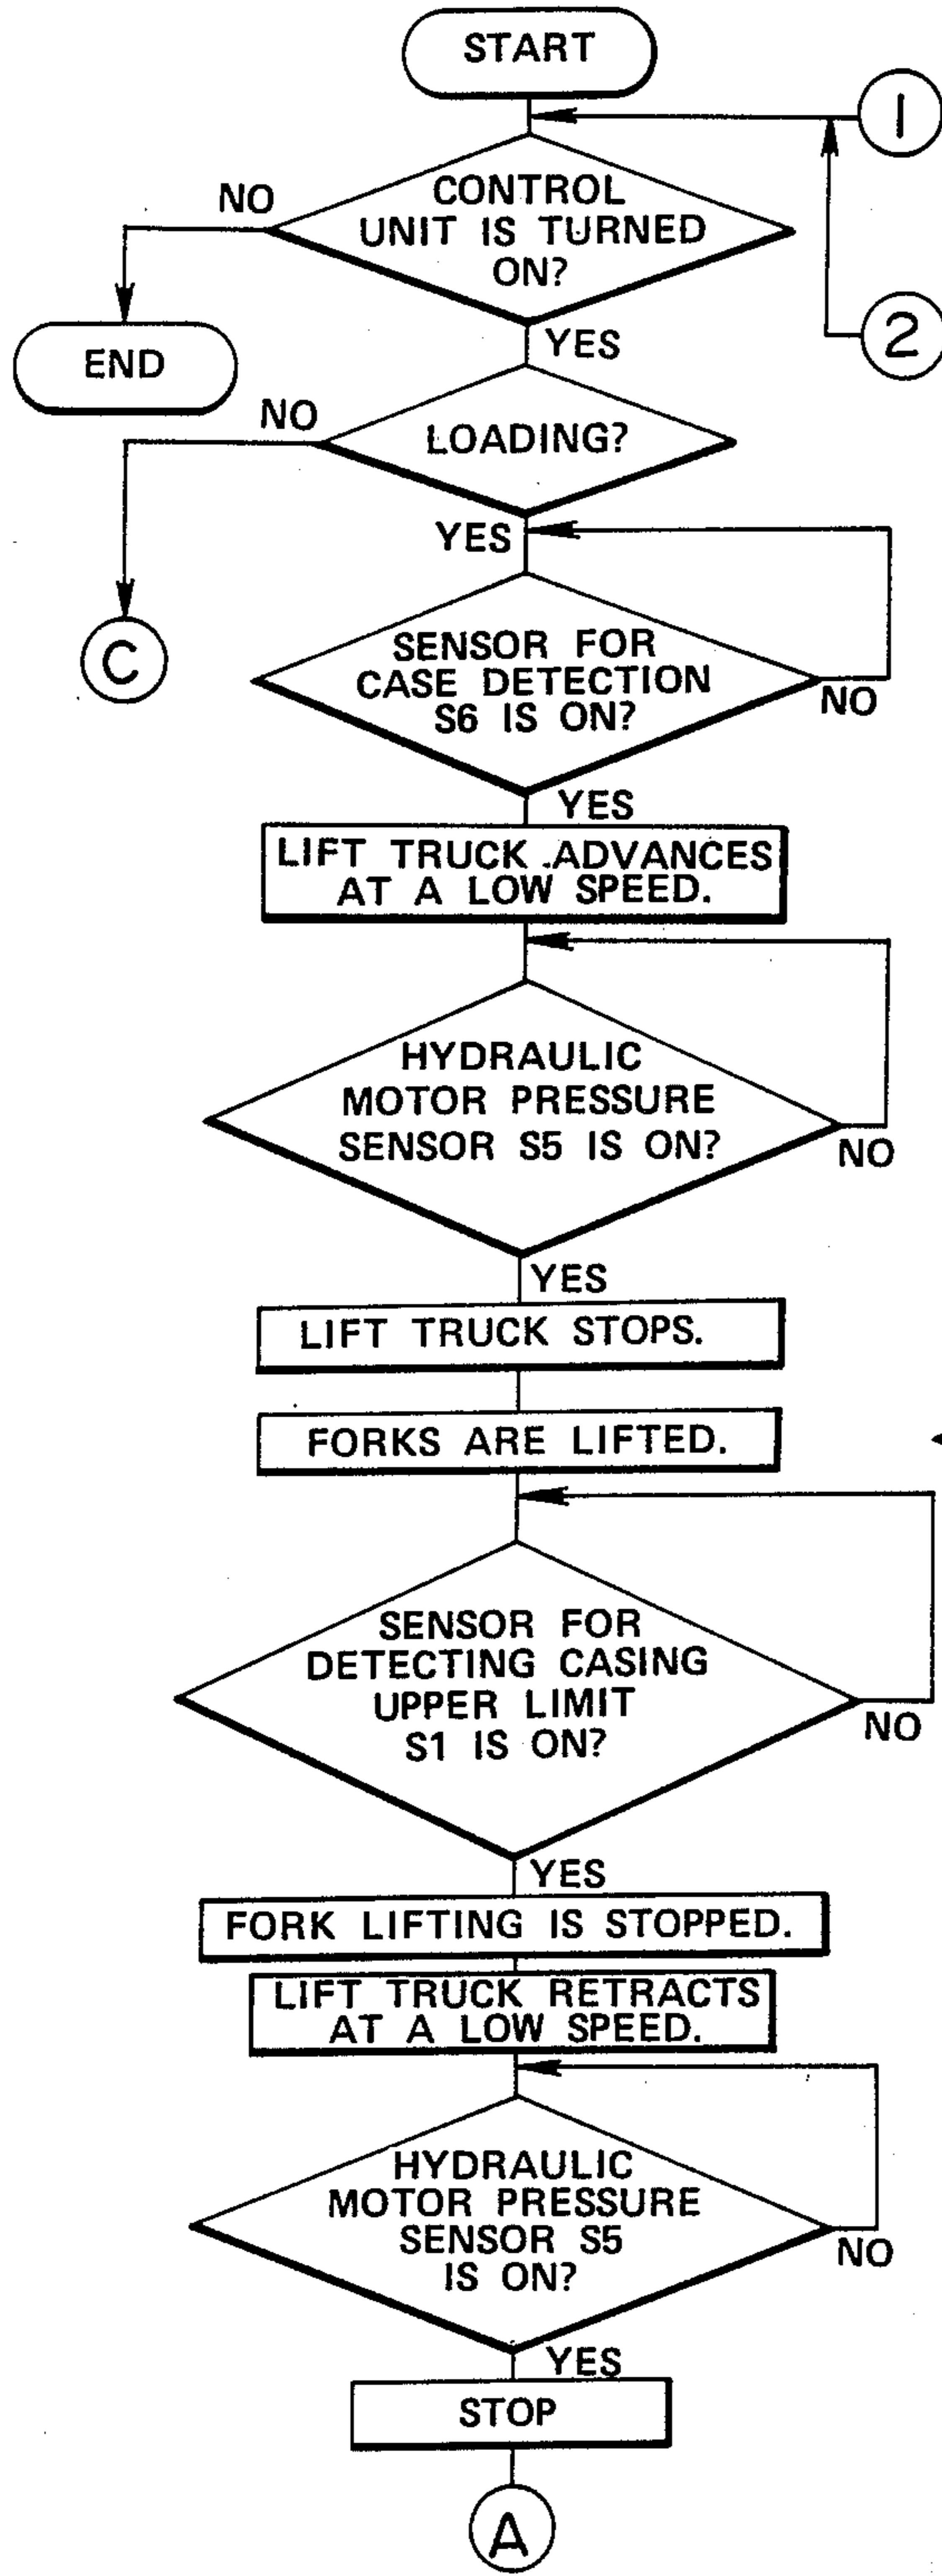 START
1
CONTROL
UNIT IS TURNED
ON?
NO
YES
2
END
LOADING?
NO
YES
C
SENSOR FOR
CASE DETECTION
S6 IS ON?
NO
YES
LIFT TRUCK ADVANCES
AT A LOW SPEED.
HYDRAULIC
MOTOR PRESSURE
SENSOR S5 IS ON?
NO
YES
LIFT TRUCK STOPS.
FORKS ARE LIFTED.
SENSOR FOR
DETECTING CASING
UPPER LIMIT
S1 IS ON?
NO
YES
FORK LIFTING IS STOPPED.
LIFT TRUCK RETRACTS
AT A LOW SPEED.
HYDRAULIC
MOTOR PRESSURE
SENSOR S5
IS ON?
NO
YES
STOP
A